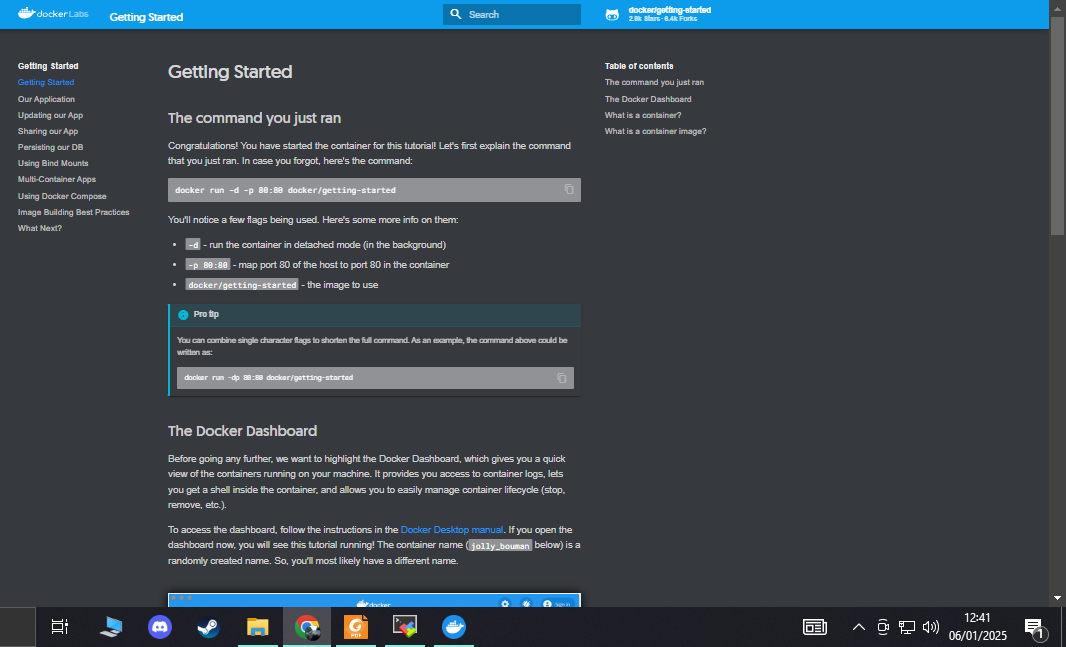 docker Labs
Getting Started
Search
docker/getting-started
2.8k Stars · 6.4k Forks
Getting Started
Getting Started
Our Application
Updating our App
Sharing our App
Persisting our DB
Using Bind Mounts
Multi-Container Apps
Using Docker Compose
Image Building Best Practices
What Next?
Getting Started
The command you just ran
Congratulations! You have started the container for this tutorial! Let's first explain the command
that you just ran. In case you forgot, here's the command:
docker run -d -p 80:80 docker/getting-started
You'll notice a few flags being used. Here's some more info on them:
• -d - run the container in detached mode (in the background)
• -p 80:80 - map port 80 of the host to port 80 in the container
• docker/getting-started - the image to use
Pro tip
You can combine single character flags to shorten the full command. As an example, the command above could be
written as:
docker run -dp 80:80 docker/getting-started
The Docker Dashboard
Before going any further, we want to highlight the Docker Dashboard, which gives you a quick
view of the containers running on your machine. It provides you access to container logs, lets
you get a shell inside the container, and allows you to easily manage container lifecycle (stop,
remove, etc.).
To access the dashboard, follow the instructions in the Docker Desktop manual. If you open the
dashboard now, you will see this tutorial running! The container name (jolly_bouman below) is a
randomly created name. So, you'll most likely have a different name.
docker
Table of contents
The command you just ran
The Docker Dashboard
What is a container?
What is a container image?
PDF
12:41
06/01/2025
1